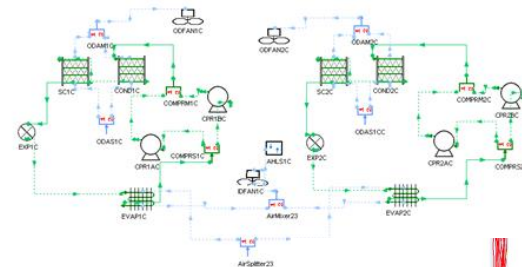 ODFAN1C
ODAM1C
SC1C
COND1C
COMPRM1C
CPR1BC
ODAS1C
EXP1C
CPR1AC
COMPRS1C
EVAP1C
AHLS1C
IDFAN1C
AirMixer23
AirSplitter23
ODFAN2C
ODAM2C
SC2C
COND2C
COMPRM2C
CPR2BC
ODAS1CC
EXP2C
CPR2AC
COMPRS2
EVAP2C